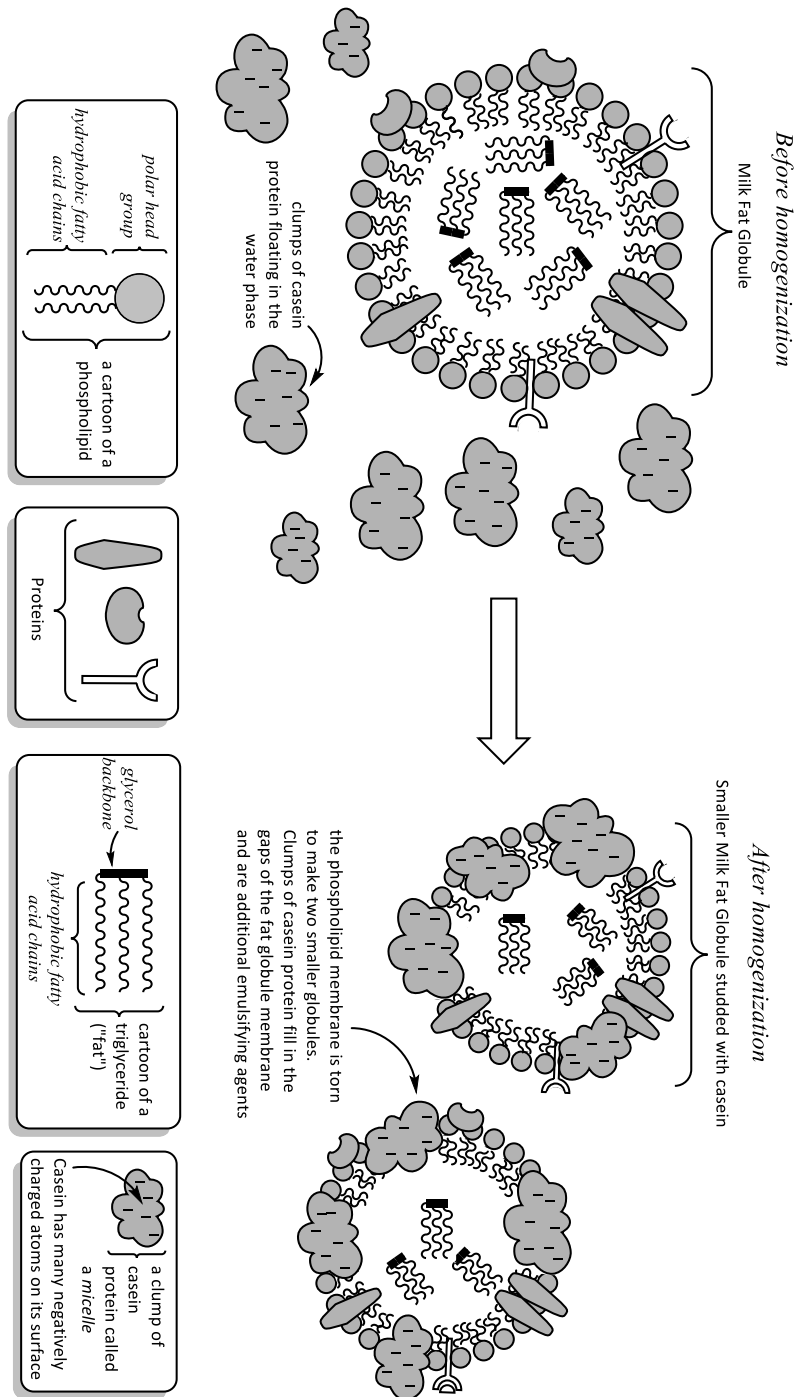 Before homogenization
Milk Fat Globule
clumps of casein
protein floating in the
water phase
After homogenization
Smaller Milk Fat Globule studded with casein
the phospholipid membrane is torn
to make two smaller globules.
Clumps of casein protein fill in the
gaps of the fat globule membrane
and are additional emulsifying agents
polar head
group
hydrophobic fatty
acid chains
a cartoon of a
phospholipid
Proteins
glycerol
backbone
hydrophobic fatty
acid chains
cartoon of a
triglyceride
("fat")
a clump of
casein
protein called
a micelle
Casein has many negatively
charged atoms on its surface